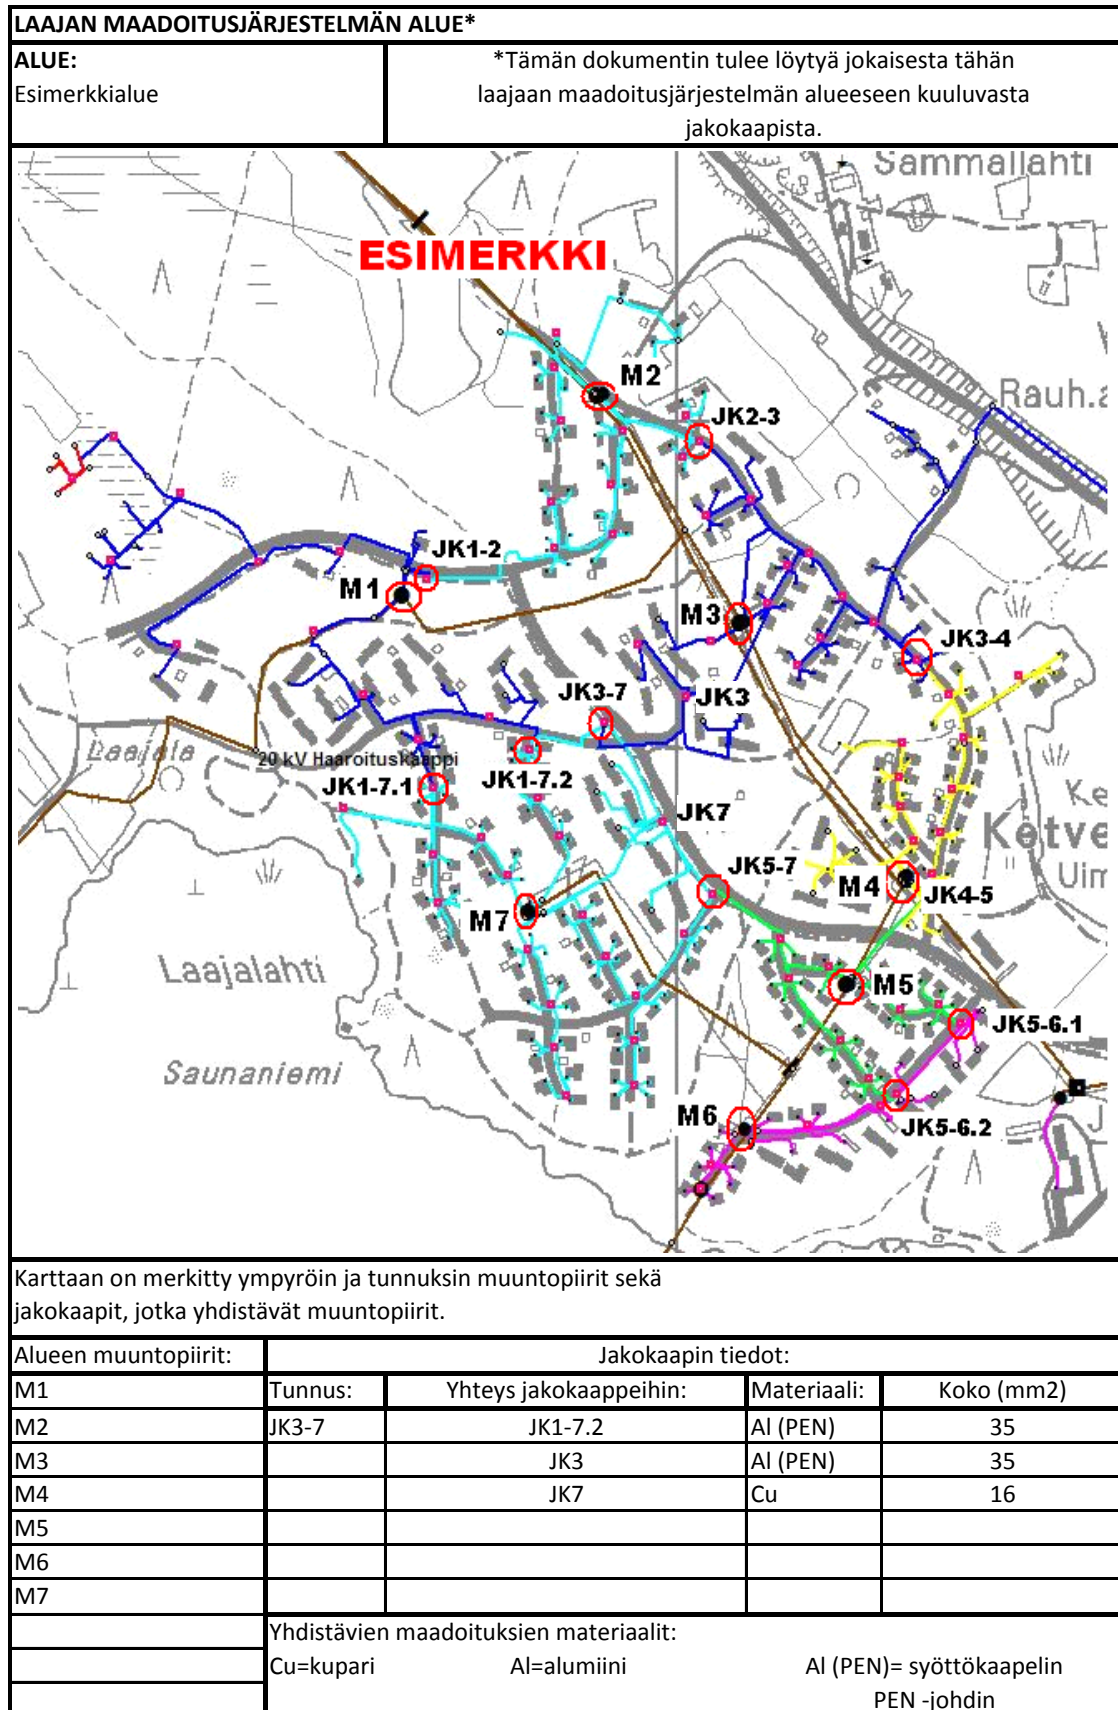 LAAJAN MAADOITUSJÄRJESTELMÄN ALUE*
ALUE:
Esimerkkialue
*Tämän dokumentin tulee löytyä jokaisesta tähän
laajaan maadoitusjärjestelmän alueeseen kuuluvasta
jakokaapista.
Sammallahti
ESIMERKKI
M2
Rauh.a
JK2-3
JK1-2
M1
M3
JK3-4
JK3-7
JK3
Laajala
20 kV Haaroituskaappi
JK1-7.1
JK1-7.2
Ke
JK7
Ketve
Uim
JK5-7
M4
JK4-5
M7
Laajalahti
M5
JK5-6.1
Saunaniemi
M6
JK5-6.2
J
Karttaan on merkitty ympyröin ja tunnuksin muuntopiirit sekä
jakokaapit, jotka yhdistävät muuntopiirit.
Alueen muuntopiirit: Jakokaapin tiedot:
M1 Tunnus: Yhteys jakokaappeihin: Materiaali: Koko (mm2)
M2 JK3-7 JK1-7.2 Al (PEN) 35
M3 JK3 Al (PEN) 35
M4 JK7 Cu 16
M5
M6
M7
Yhdistävien maadoituksien materiaalit:
Cu=kupari Al=alumiini Al (PEN)= syöttökaapelin
PEN -johdin